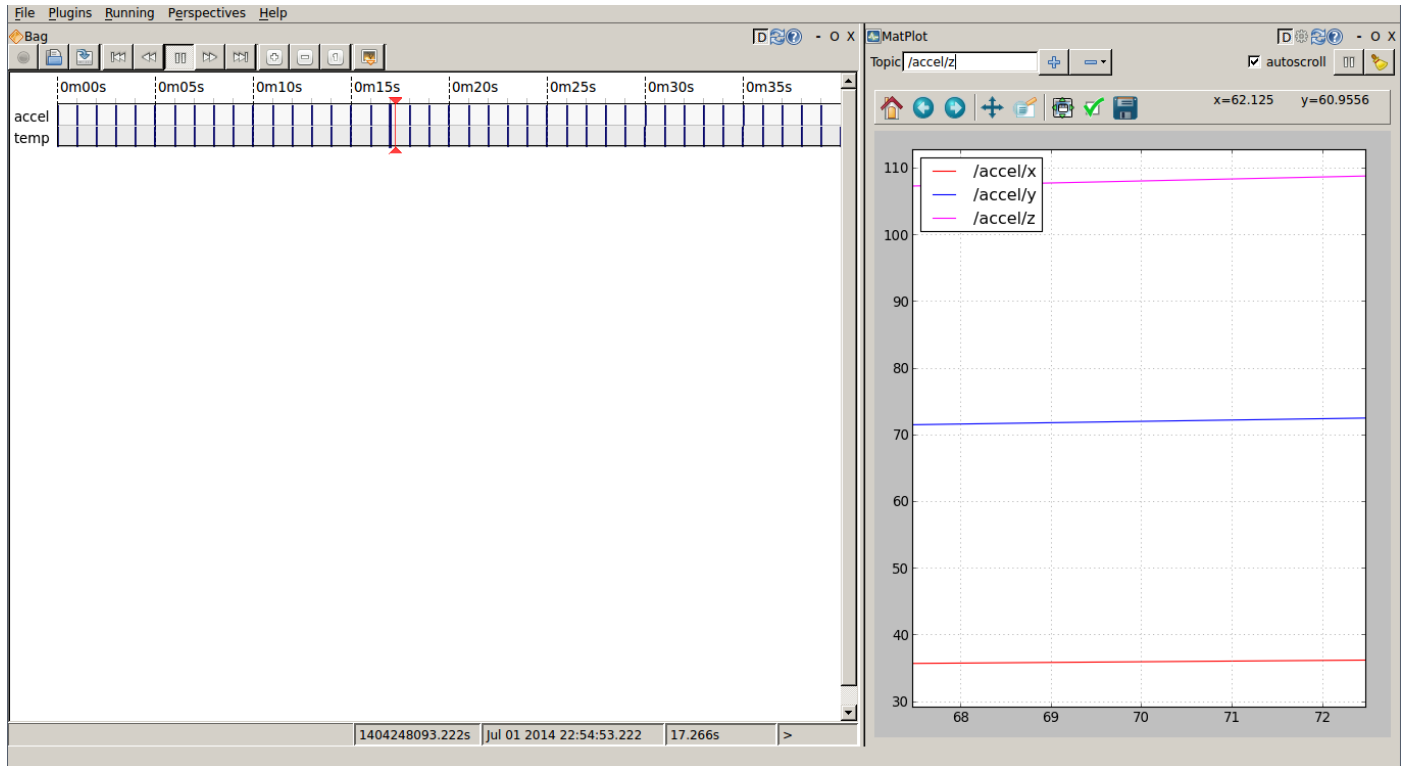 File Plugins Running Perspectives Help
Bag D - O X
0m00s 0m05s 0m10s 0m15s 0m20s 0m25s 0m30s 0m35s
accel
temp
1404248093.222s Jul 01 2014 22:54:53.222 17.266s >
MatPlot D - O X
Topic /accel/z autoscroll
x=62.125 y=60.9556
/accel/x
/accel/y
/accel/z
110
100
90
80
70
60
50
40
30
68 69 70 71 72